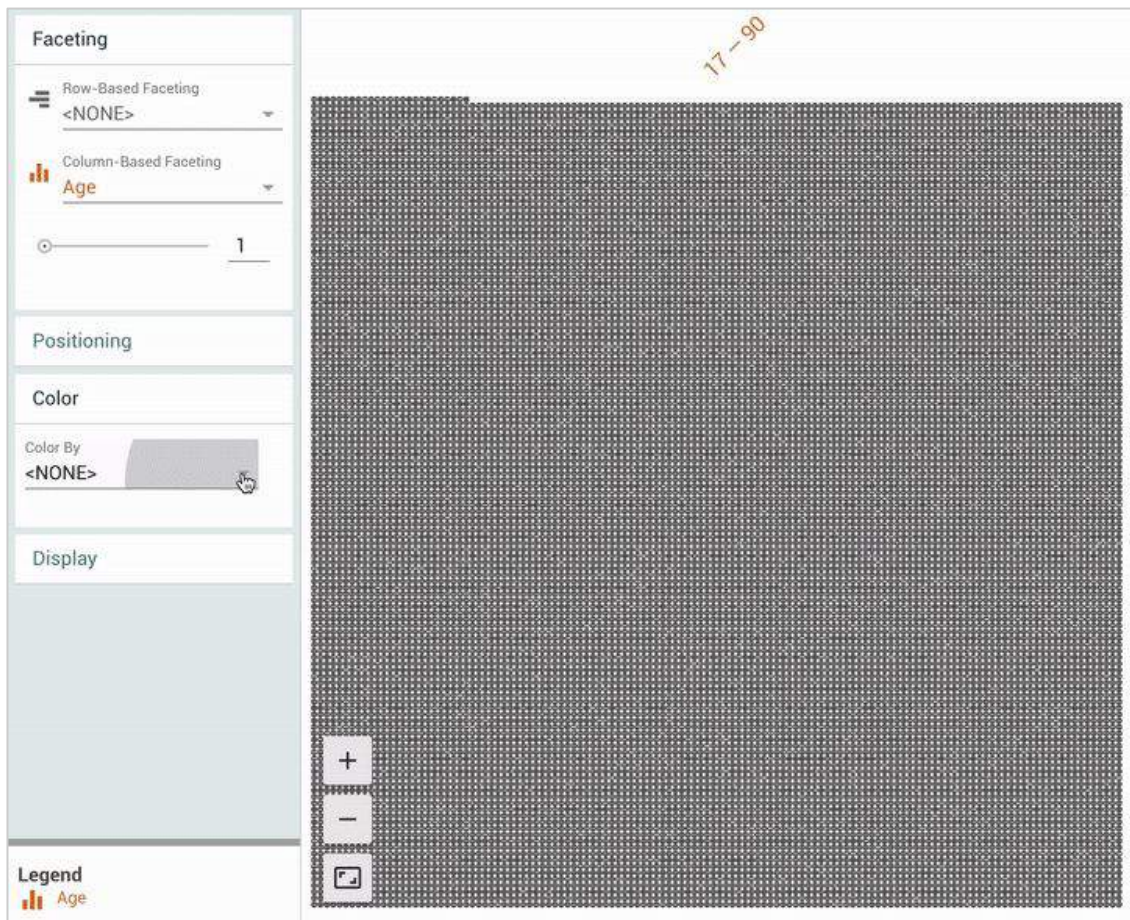 Faceting
Row-Based Faceting
<NONE>
Column-Based Faceting
Age
1
Positioning
Color
Color By
<NONE>
Display
Legend
Age
17 – 90
+
−